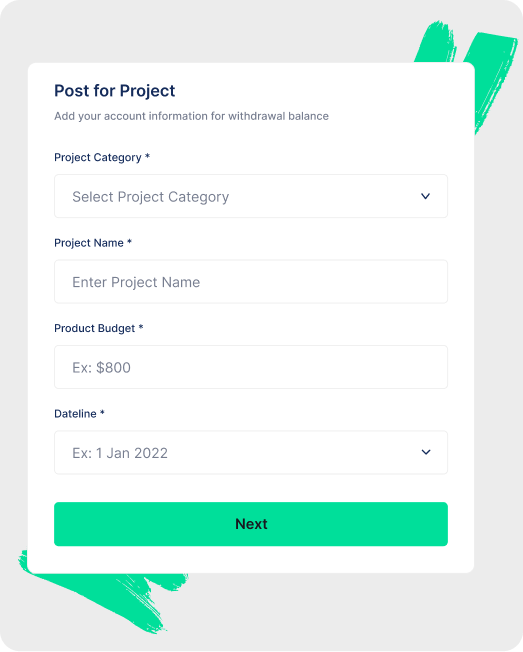 Post for Project
Add your account information for withdrawal balance
Project Category *
Select Project Category
Project Name *
Enter Project Name
Product Budget *
Ex: $800
Dateline *
Ex: 1 Jan 2022
Next